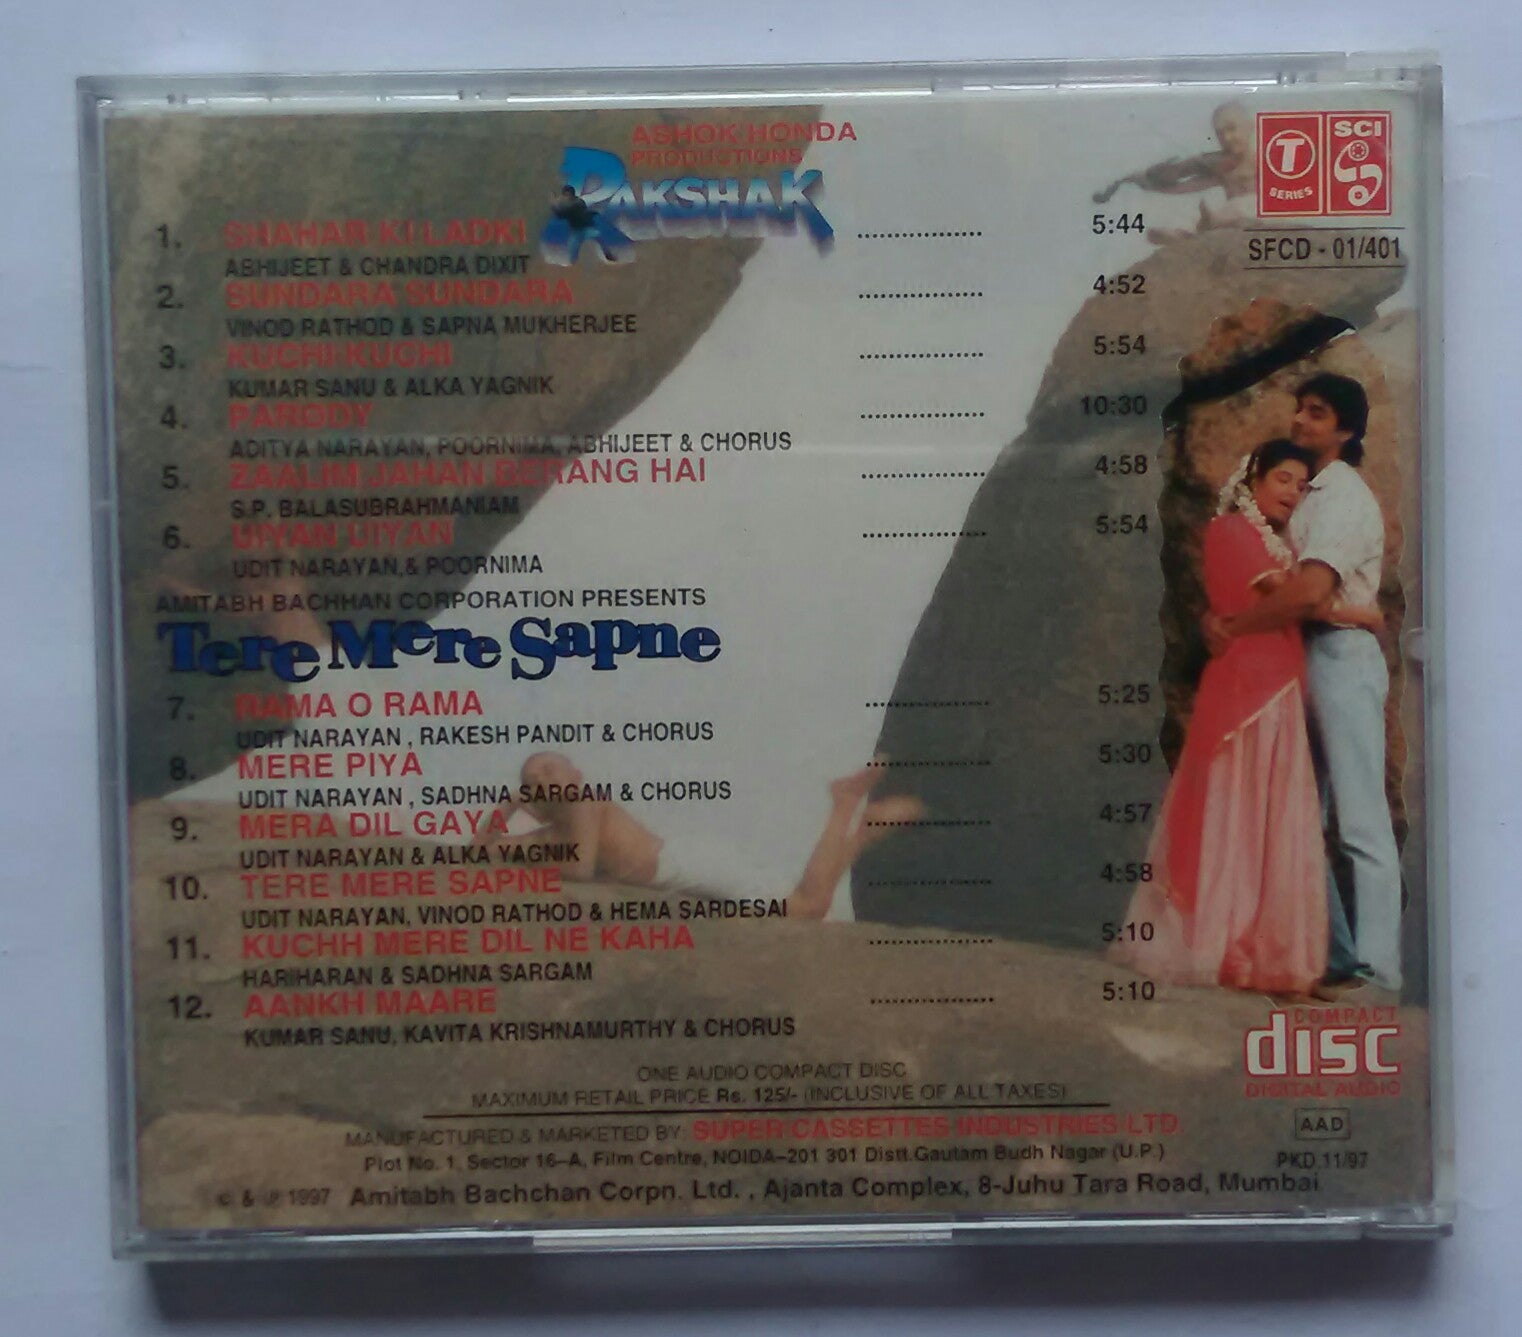 ASHOK HONDA
PRODUCTIONS
RAKSHAK
T
SERIES
SCI
SFCD - 01/401
1. SHAHAR KI LADKI ................. 5:44
ABHIJEET & CHANDRA DIXIT
2. SUNDARA SUNDARA ................. 4:52
VINOD RATHOD & SAPNA MUKHERJEE
3. KUCHI KUCHI ................. 5:54
KUMAR SANU & ALKA YAGNIK
4. PARODY ................. 10:30
ADITYA NARAYAN, POORNIMA, ABHIJEET & CHORUS
5. ZAALIM JAHAN BERANG HAI ................. 4:58
S.P. BALASUBRAHMANIAM
6. UIYAN UIYAN ................. 5:54
UDIT NARAYAN,& POORNIMA
AMITABH BACHHAN CORPORATION PRESENTS
Tere Mere Sapne
7. RAMA O RAMA ................. 5:25
UDIT NARAYAN , RAKESH PANDIT & CHORUS
8. MERE PIYA ................. 5:30
UDIT NARAYAN , SADHNA SARGAM & CHORUS
9. MERA DIL GAYA ................. 4:57
UDIT NARAYAN & ALKA YAGNIK
10. TERE MERE SAPNE ................. 4:58
UDIT NARAYAN, VINOD RATHOD & HEMA SARDESAI
11. KUCHH MERE DIL NE KAHA ................. 5:10
HARIHARAN & SADHNA SARGAM
12. AANKH MAARE ................. 5:10
KUMAR SANU, KAVITA KRISHNAMURTHY & CHORUS
COMPACT
disc
DIGITAL AUDIO
ONE AUDIO COMPACT DISC
MAXIMUM RETAIL PRICE Rs. 125/- (INCLUSIVE OF ALL TAXES)
AAD
MANUFACTURED & MARKETED BY: SUPER CASSETTES INDUSTRIES LTD.
Plot No. 1, Sector 16-A, Film Centre, NOIDA-201 301 Distt.Gautam Budh Nagar (U.P.)
PKD.11/97
© & ℗ 1997 Amitabh Bachchan Corpn. Ltd. , Ajanta Complex, 8-Juhu Tara Road, Mumbai.